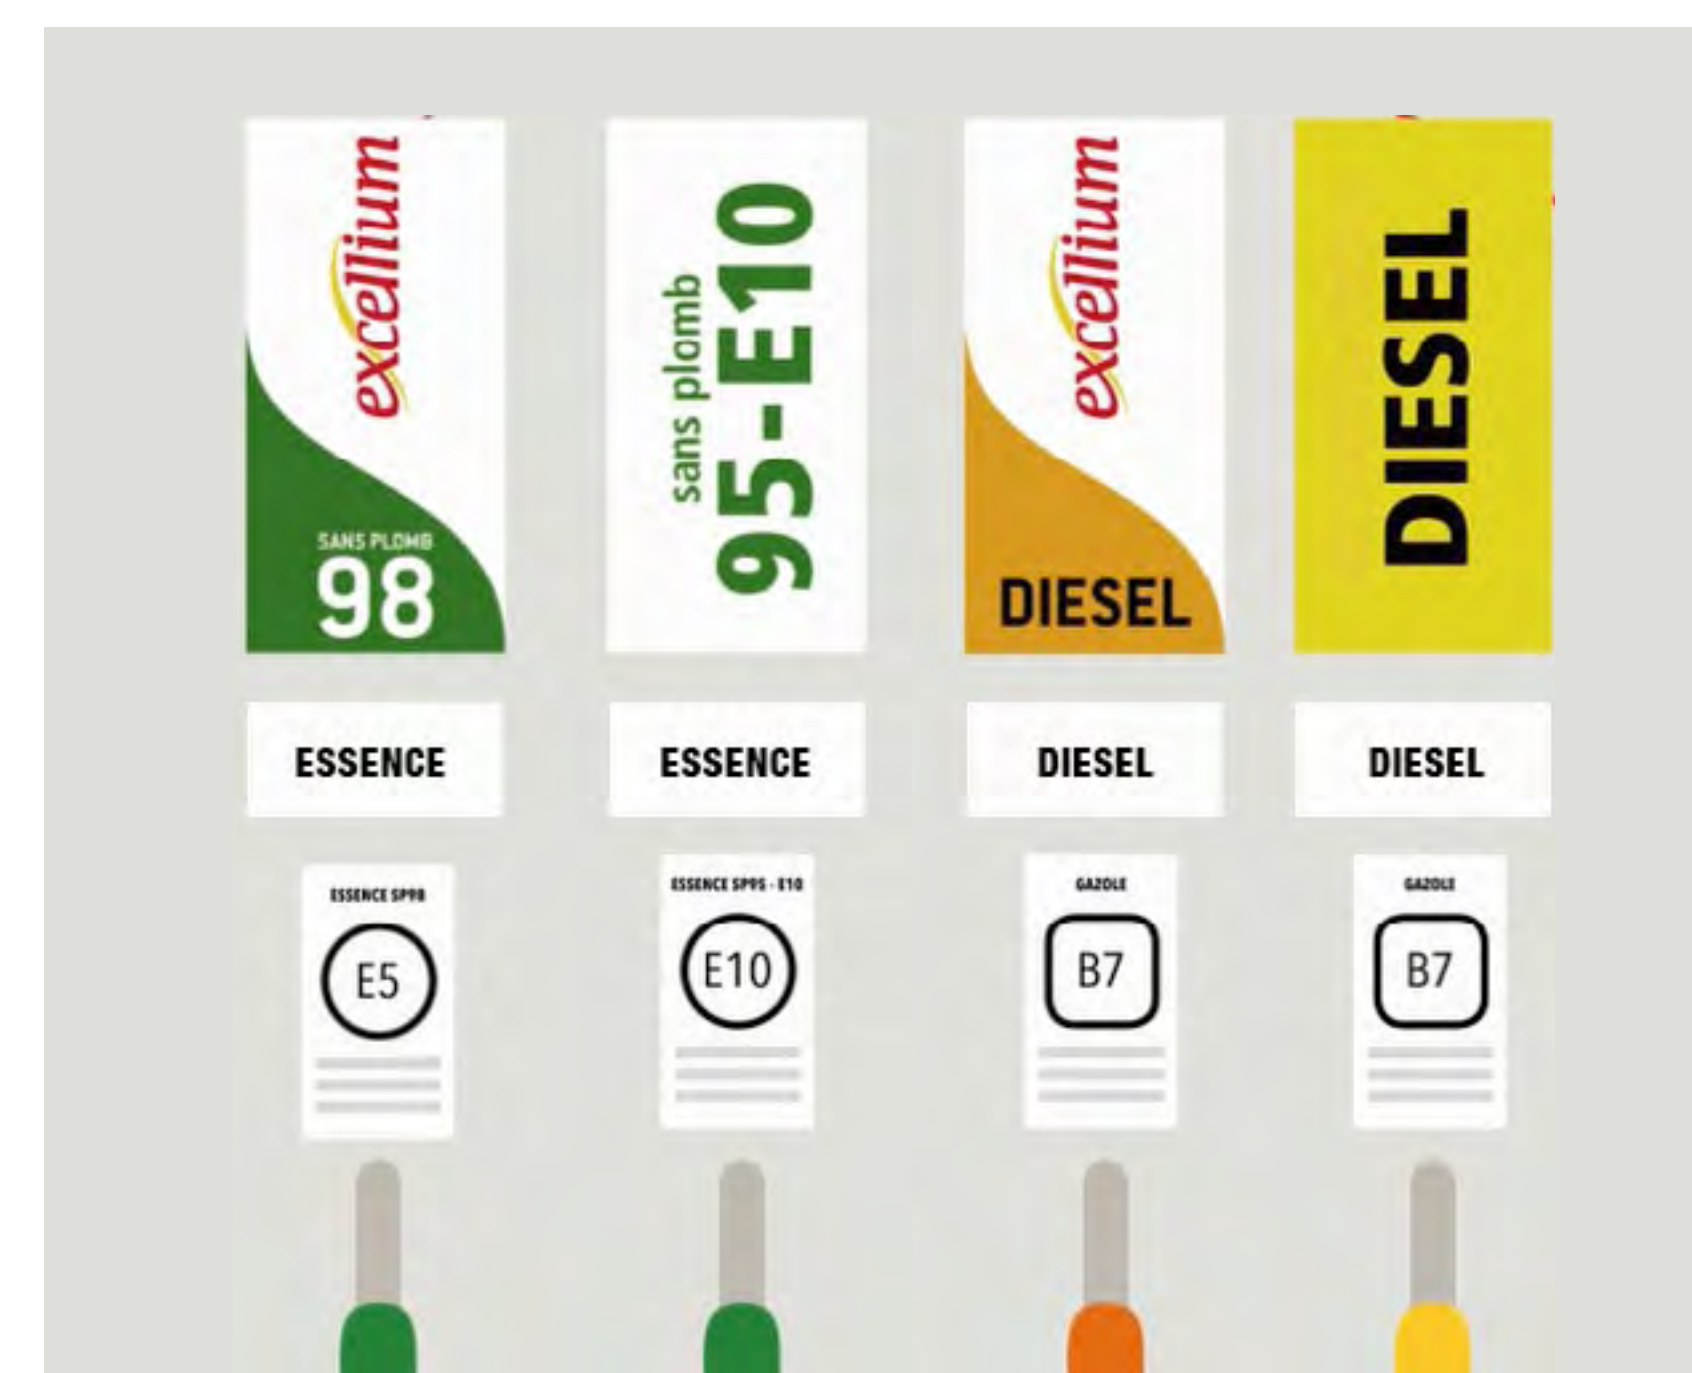 excellium
SANS PLOMB
98
sans plomb
95-E10
excellium
DIESEL
DIESEL
ESSENCE
ESSENCE
DIESEL
DIESEL
ESSENCE SP98
E5
ESSENCE SP95 - E10
E10
GAZOLE
B7
GAZOLE
B7